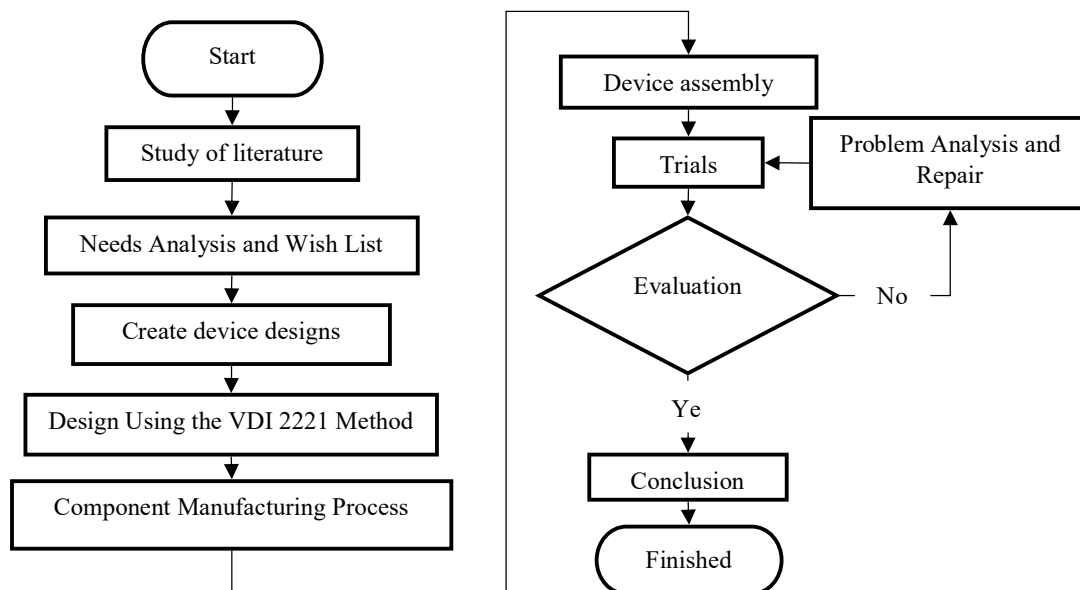 Start
Study of literature
Needs Analysis and Wish List
Create device designs
Design Using the VDI 2221 Method
Component Manufacturing Process
Device assembly
Trials
Problem Analysis and
Repair
Evaluation
No
Ye
Conclusion
Finished